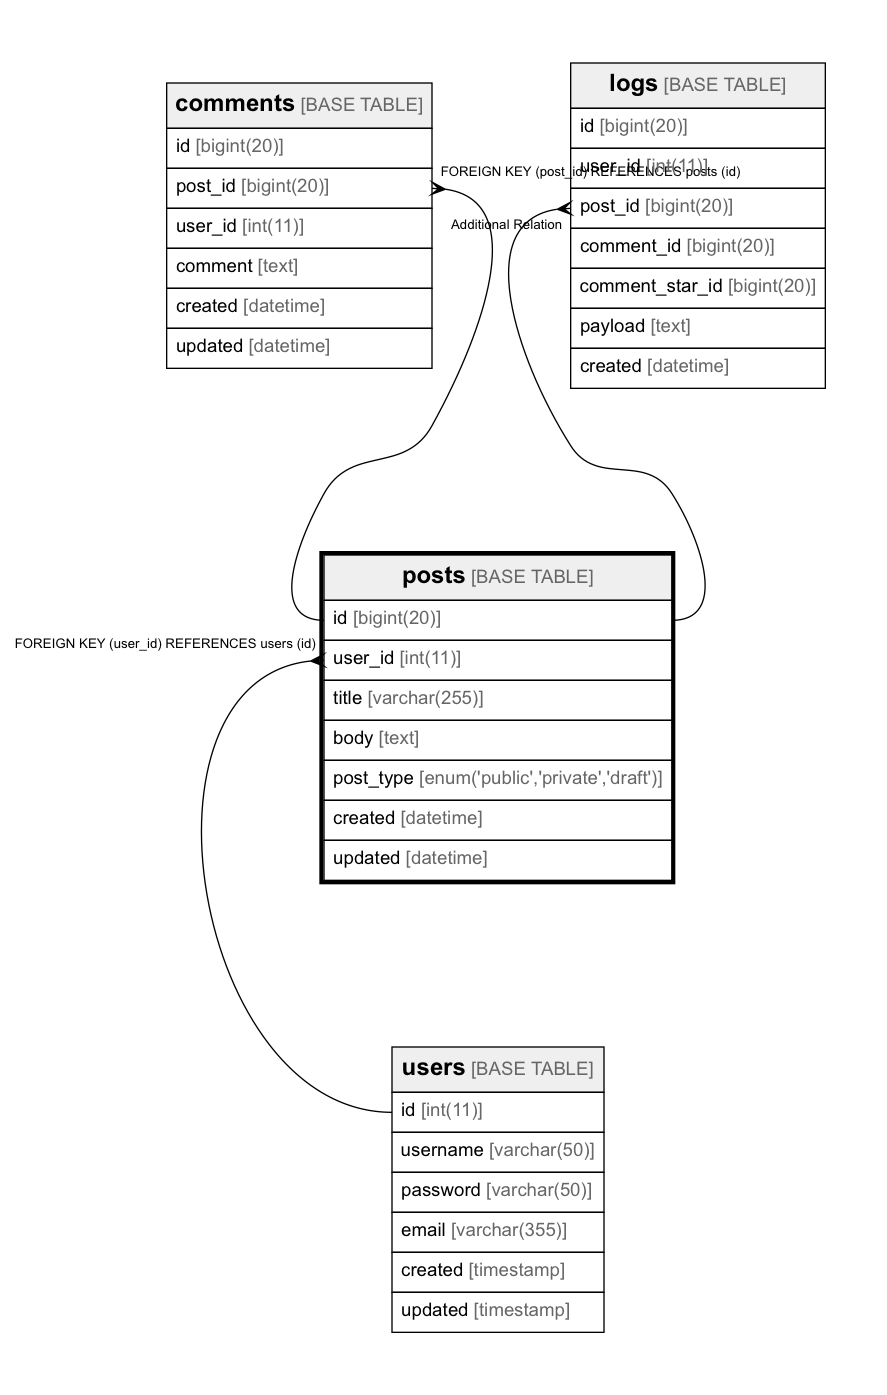 comments [BASE TABLE]
id [bigint(20)]
post_id [bigint(20)]
user_id [int(11)]
comment [text]
created [datetime]
updated [datetime]
logs [BASE TABLE]
id [bigint(20)]
user_id [int(11)]
post_id [bigint(20)]
comment_id [bigint(20)]
comment_star_id [bigint(20)]
payload [text]
created [datetime]
FOREIGN KEY (post_id) REFERENCES posts (id)
Additional Relation
posts [BASE TABLE]
id [bigint(20)]
user_id [int(11)]
title [varchar(255)]
body [text]
post_type [enum('public','private','draft')]
created [datetime]
updated [datetime]
FOREIGN KEY (user_id) REFERENCES users (id)
users [BASE TABLE]
id [int(11)]
username [varchar(50)]
password [varchar(50)]
email [varchar(355)]
created [timestamp]
updated [timestamp]